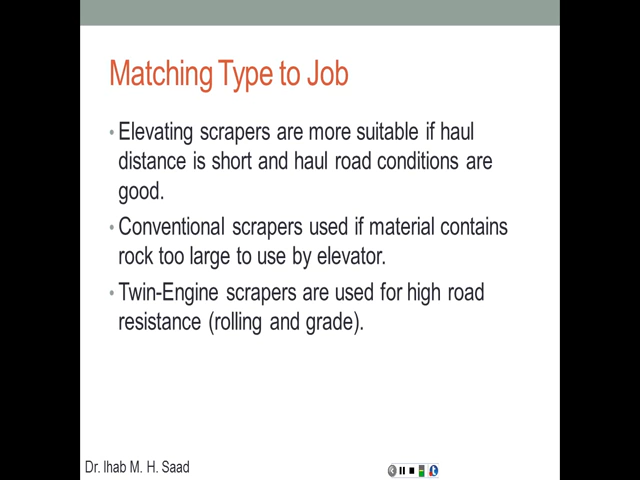 Matching Type to Job
• Elevating scrapers are more suitable if haul
distance is short and haul road conditions are
good.
• Conventional scrapers used if material contains
rock too large to use by elevator.
• Twin-Engine scrapers are used for high road
resistance (rolling and grade).
Dr. Ihab M. H. Saad